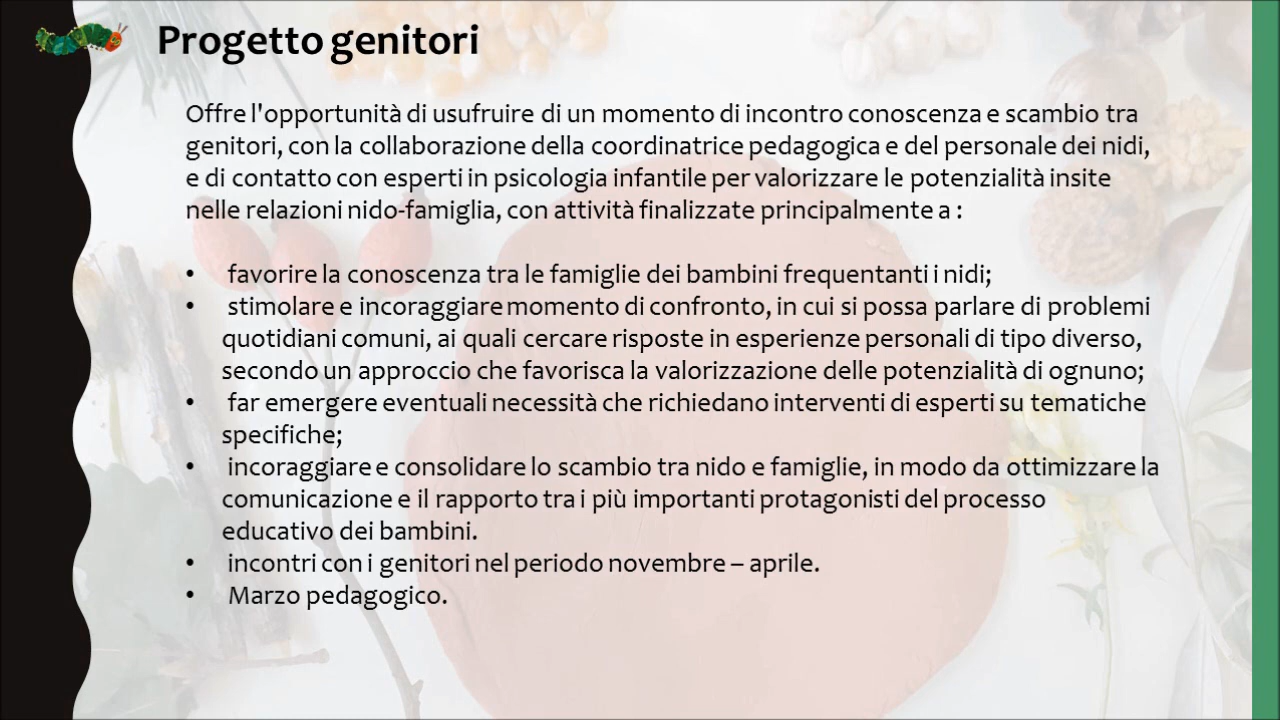 Progetto genitori
Offre l'opportunità di usufruire di un momento di incontro conoscenza e scambio tra
genitori, con la collaborazione della coordinatrice pedagogica e del personale dei nidi,
e di contatto con esperti in psicologia infantile per valorizzare le potenzialità insite
nelle relazioni nido-famiglia, con attività finalizzate principalmente a :
• favorire la conoscenza tra le famiglie dei bambini frequentanti i nidi;
• stimolare e incoraggiare momento di confronto, in cui si possa parlare di problemi
quotidiani comuni, ai quali cercare risposte in esperienze personali di tipo diverso,
secondo un approccio che favorisca la valorizzazione delle potenzialità di ognuno;
• far emergere eventuali necessità che richiedano interventi di esperti su tematiche
specifiche;
• incoraggiare e consolidare lo scambio tra nido e famiglie, in modo da ottimizzare la
comunicazione e il rapporto tra i più importanti protagonisti del processo
educativo dei bambini.
• incontri con i genitori nel periodo novembre – aprile.
• Marzo pedagogico.